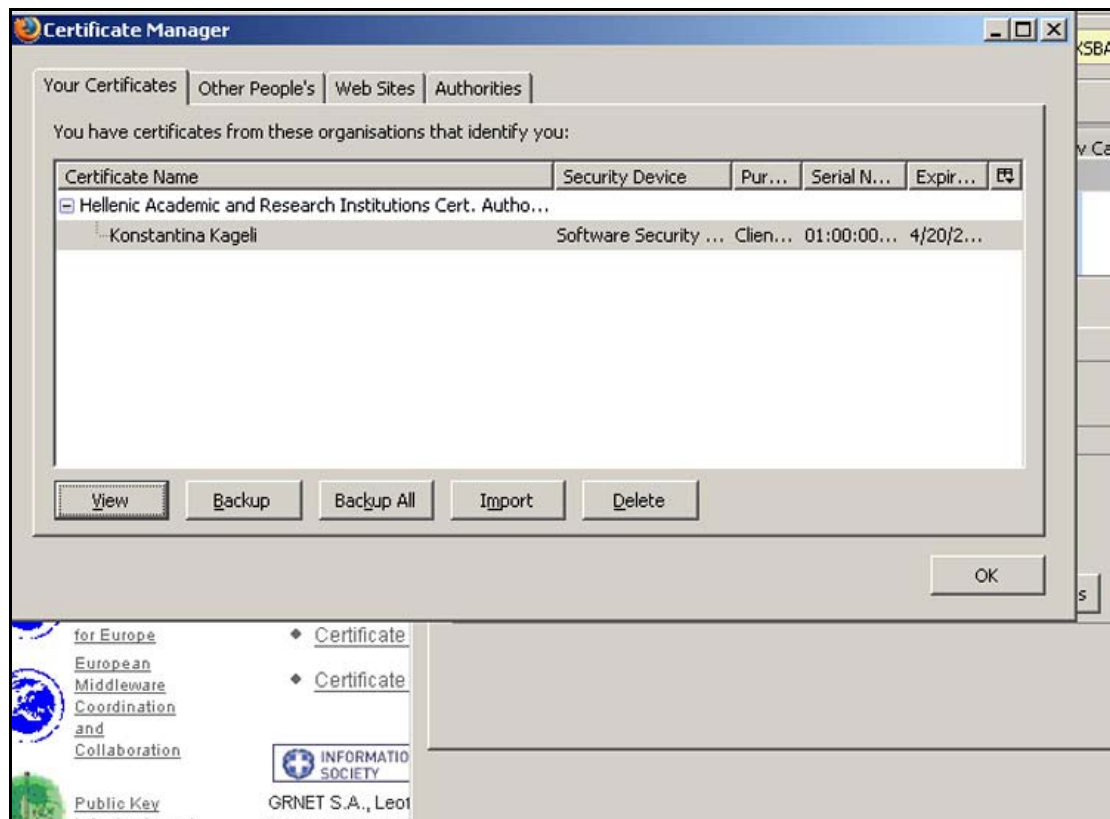 Certificate Manager
KSBA
Your Certificates Other People's Web Sites Authorities
You have certificates from these organisations that identify you:
v Ca
Certificate Name Security Device Pur... Serial N... Expir...
Hellenic Academic and Research Institutions Cert. Autho...
Konstantina Kageli Software Security ... Clien... 01:00:00... 4/20/2...
View Backup Backup All Import Delete
OK
s
for Europe
European
Middleware
Coordination
and
Collaboration
Public Key
Certificate
Certificate
INFORMATIO
SOCIETY
GRNET S.A., Leof